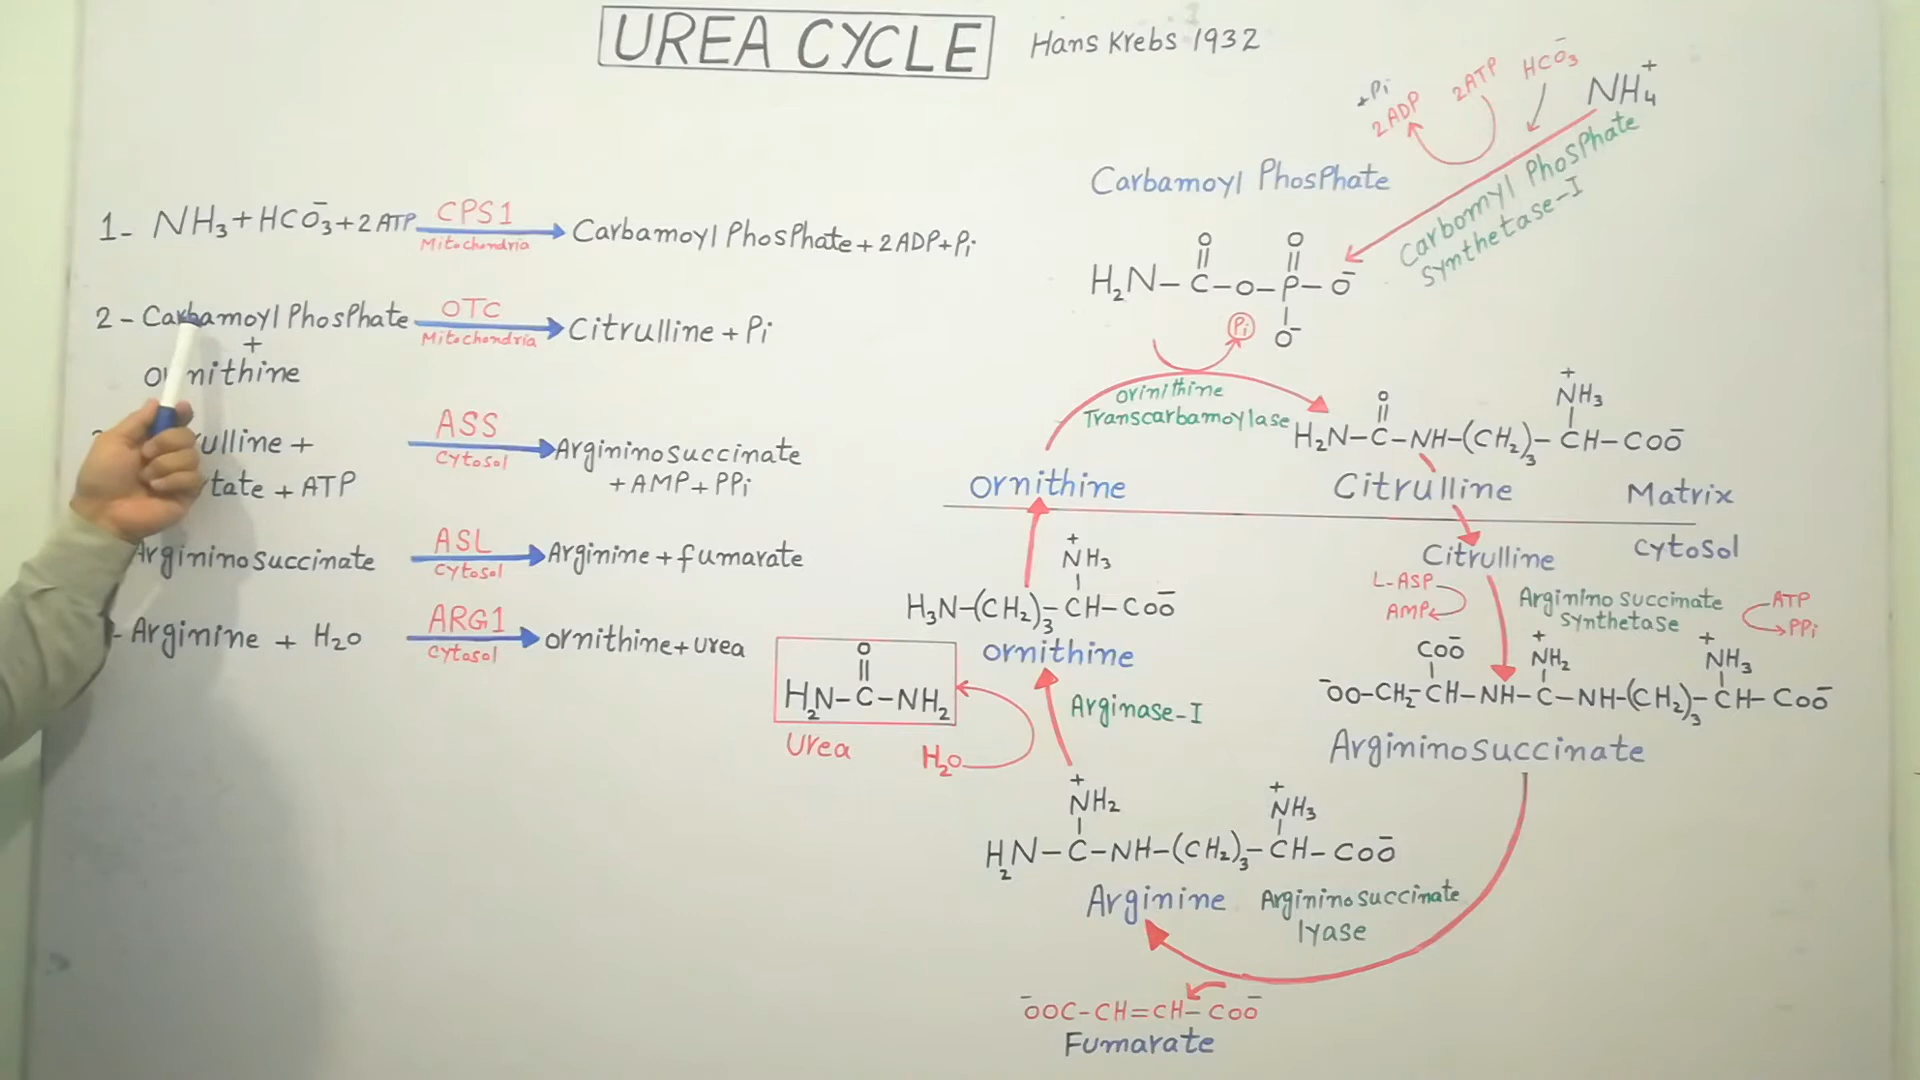 UREA CYCLE
Hans Krebs 1932
1- NH₃+HCO₃⁻+2ATP CPS1 Mitochondria Carbamoyl Phosphate+2ADP+Pi
2- Carbamoyl Phosphate OTC Mitochondria Citrulline + Pi
+
ornithine
ulline + ASS Cytosol Argininosuccinate
tate + ATP +AMP+PPi
Argininosuccinate ASL Cytosol Arginine+fumarate
- Arginine + H₂O ARG1 Cytosol ornithine+urea
+Pi
2ADP
2ATP
HCO₃⁻
NH₄⁺
Carbomyl Phosphate
Synthetase-I
Carbamoyl Phosphate
O O
H₂N-C-O-P-O⁻
O⁻
Pi
orinithine
Transcarbamoylase
⁺NH₃
O
H₂N-C-NH-(CH₂)₃-CH-COO⁻
ornithine
Citrulline
Matrix
Cytosol
Citrulline
L-ASP
AMP
Arginino succinate
synthetase
ATP
PPi
⁺NH₃
H₃N-(CH₂)₃-CH-COO⁻
ornithine
COO⁻ ⁺NH₂ ⁺NH₃
⁻OO-CH₂-CH-NH-C-NH-(CH₂)₃-CH-COO⁻
Argininosuccinate
O
H₂N-C-NH₂
Urea
H₂O
Arginase-I
⁺NH₂ ⁺NH₃
H₂N-C-NH-(CH₂)₃-CH-COO⁻
Arginine
Argininosuccinate
lyase
⁻OOC-CH=CH-COO⁻
Fumarate